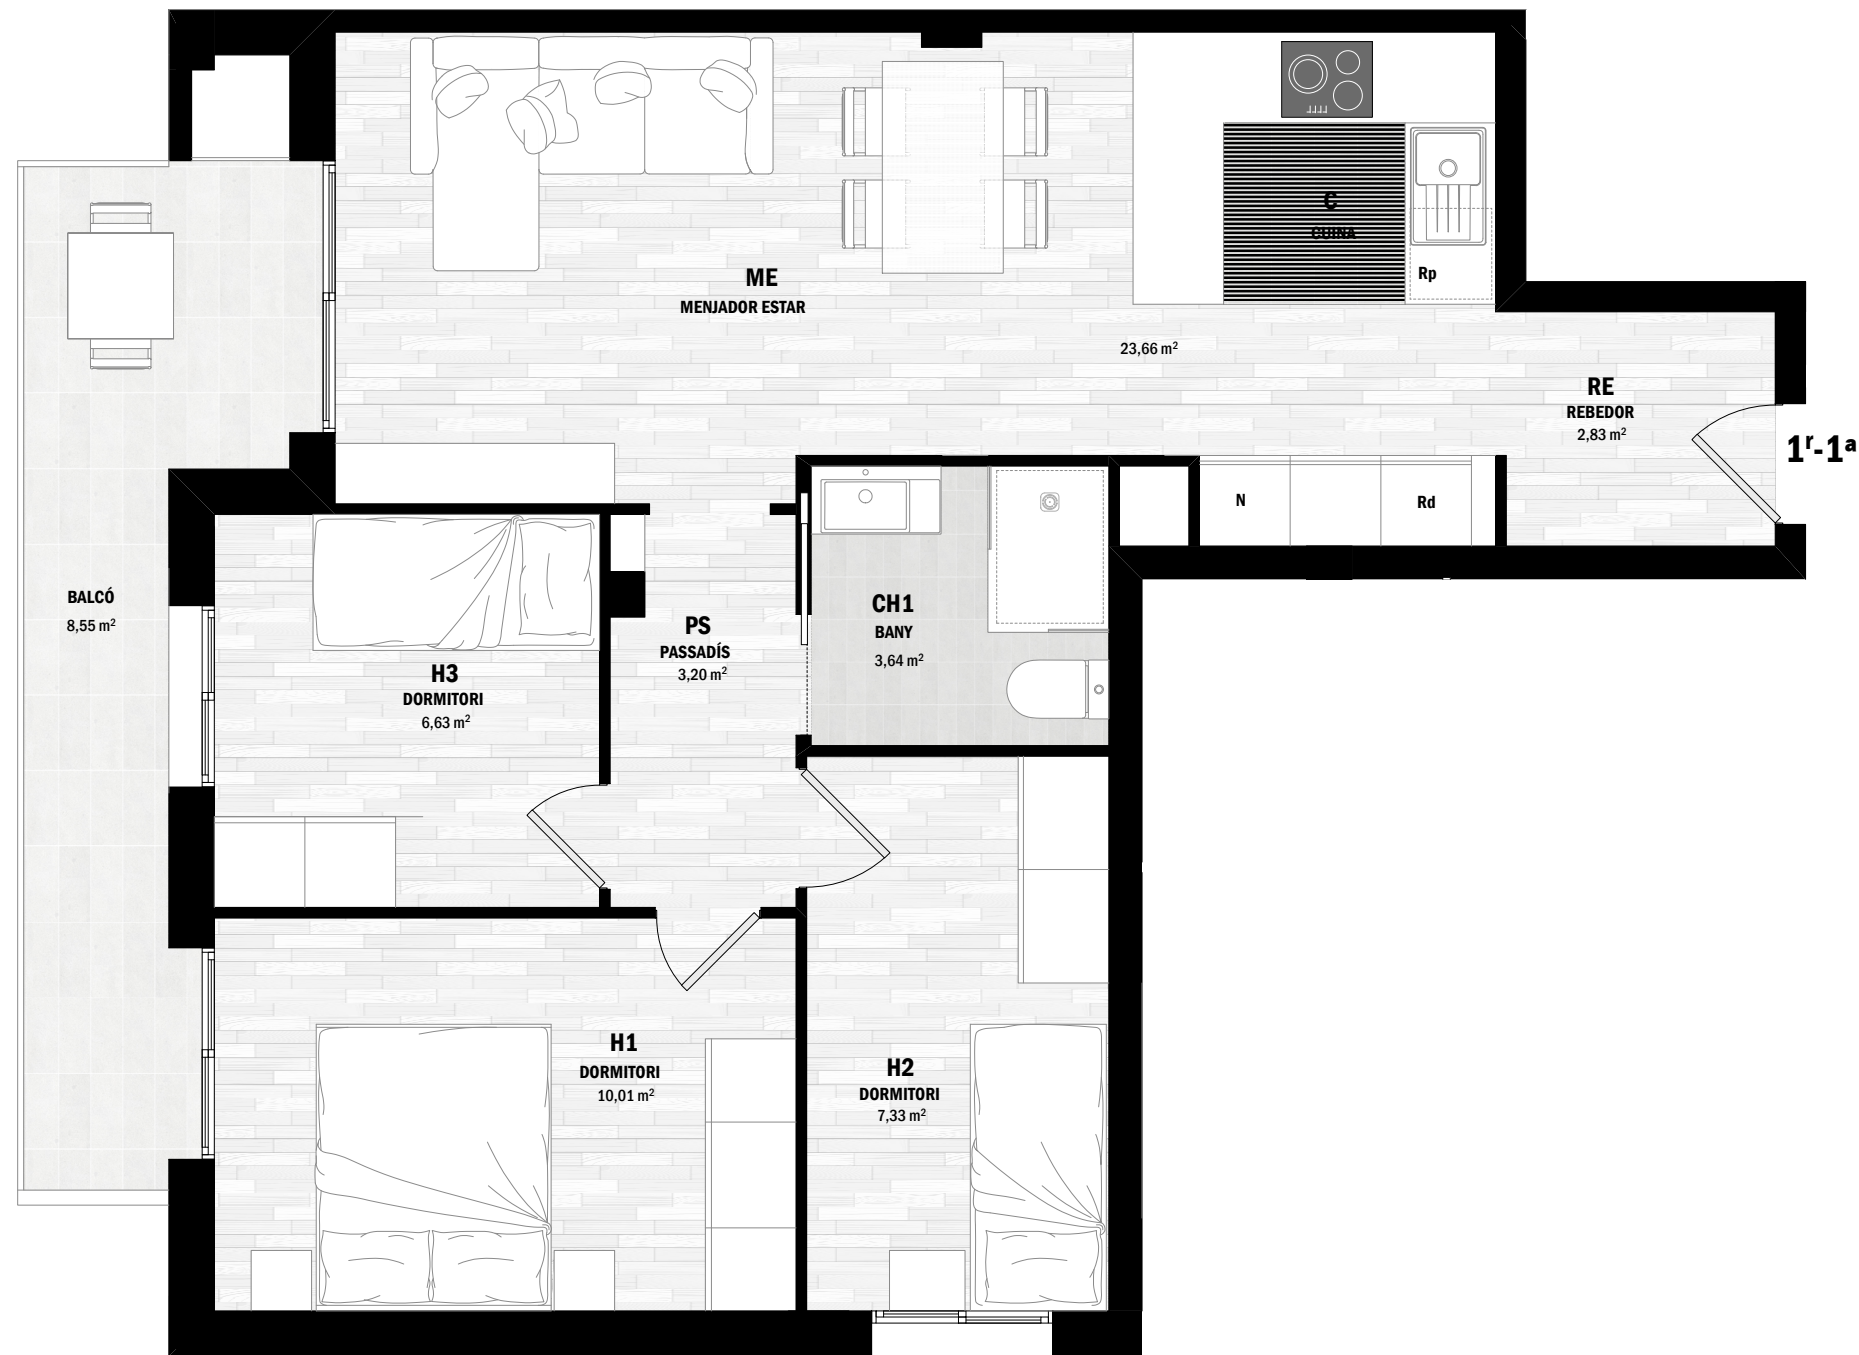 C
CUINA
Rp
ME
MENJADOR ESTAR
23,66 m²
RE
REBEDOR
2,83 m²
1ʳ-1ᵃ
N
Rd
BALCÓ
8,55 m²
CH1
BANY
3,64 m²
PS
PASSADÍS
3,20 m²
H3
DORMITORI
6,63 m²
H1
DORMITORI
10,01 m²
H2
DORMITORI
7,33 m²